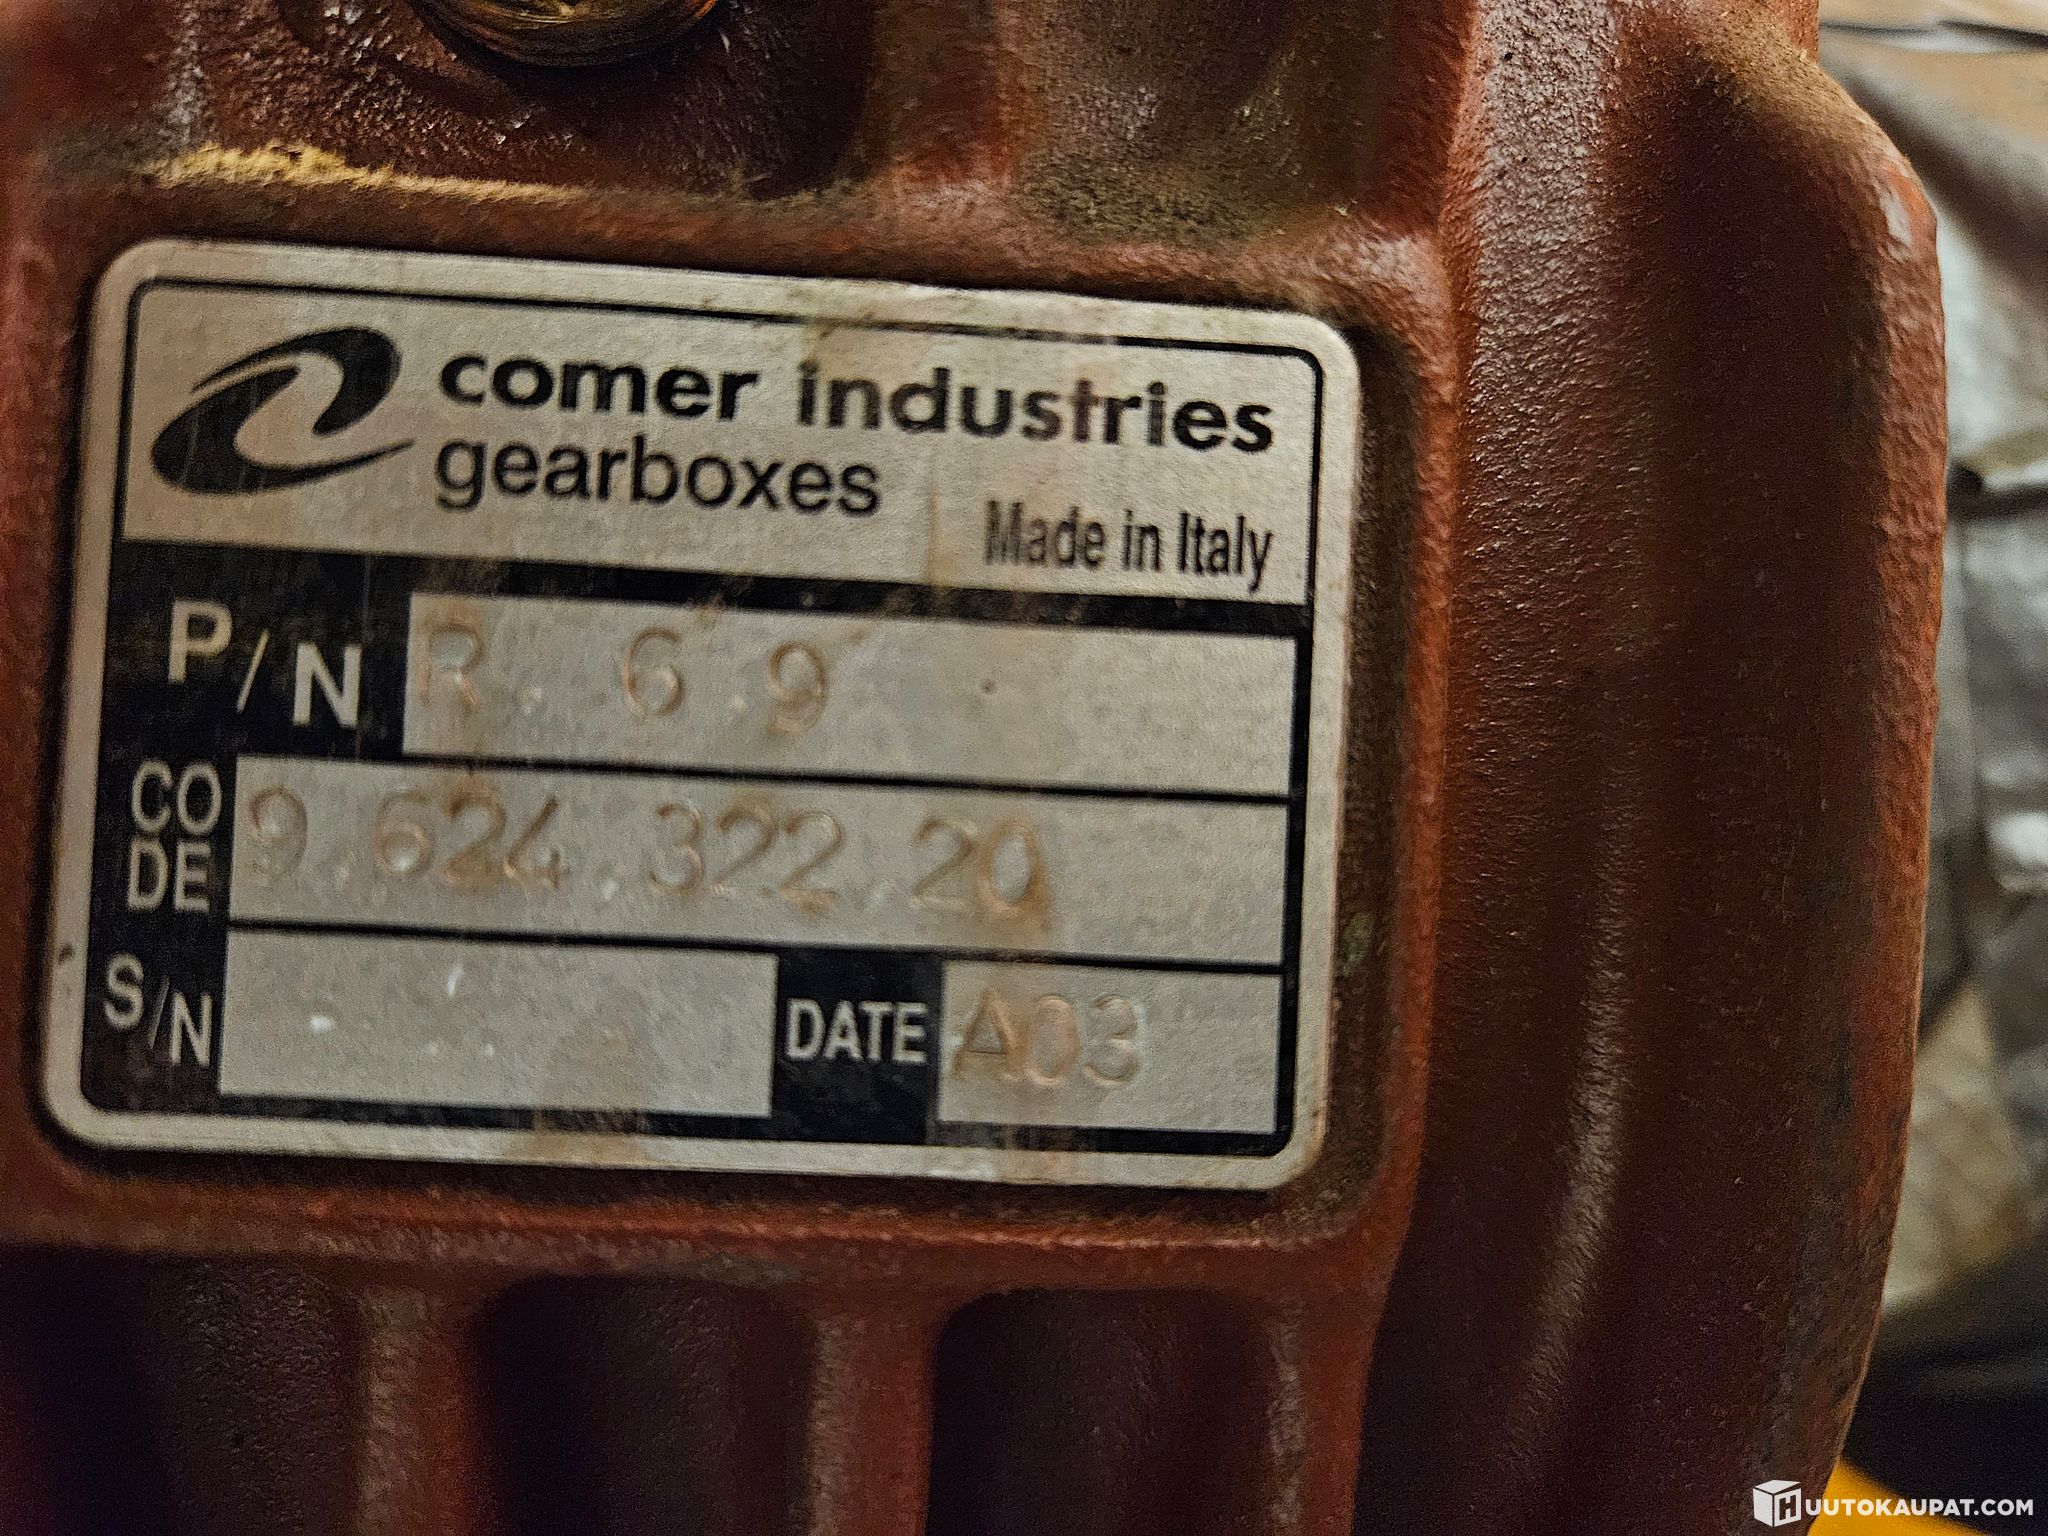 comer industries
gearboxes
Made in Italy
P/N R. 6.9
CODE 9.624.322.20
S/N DATE A03
HUUTOKAUPAT.COM